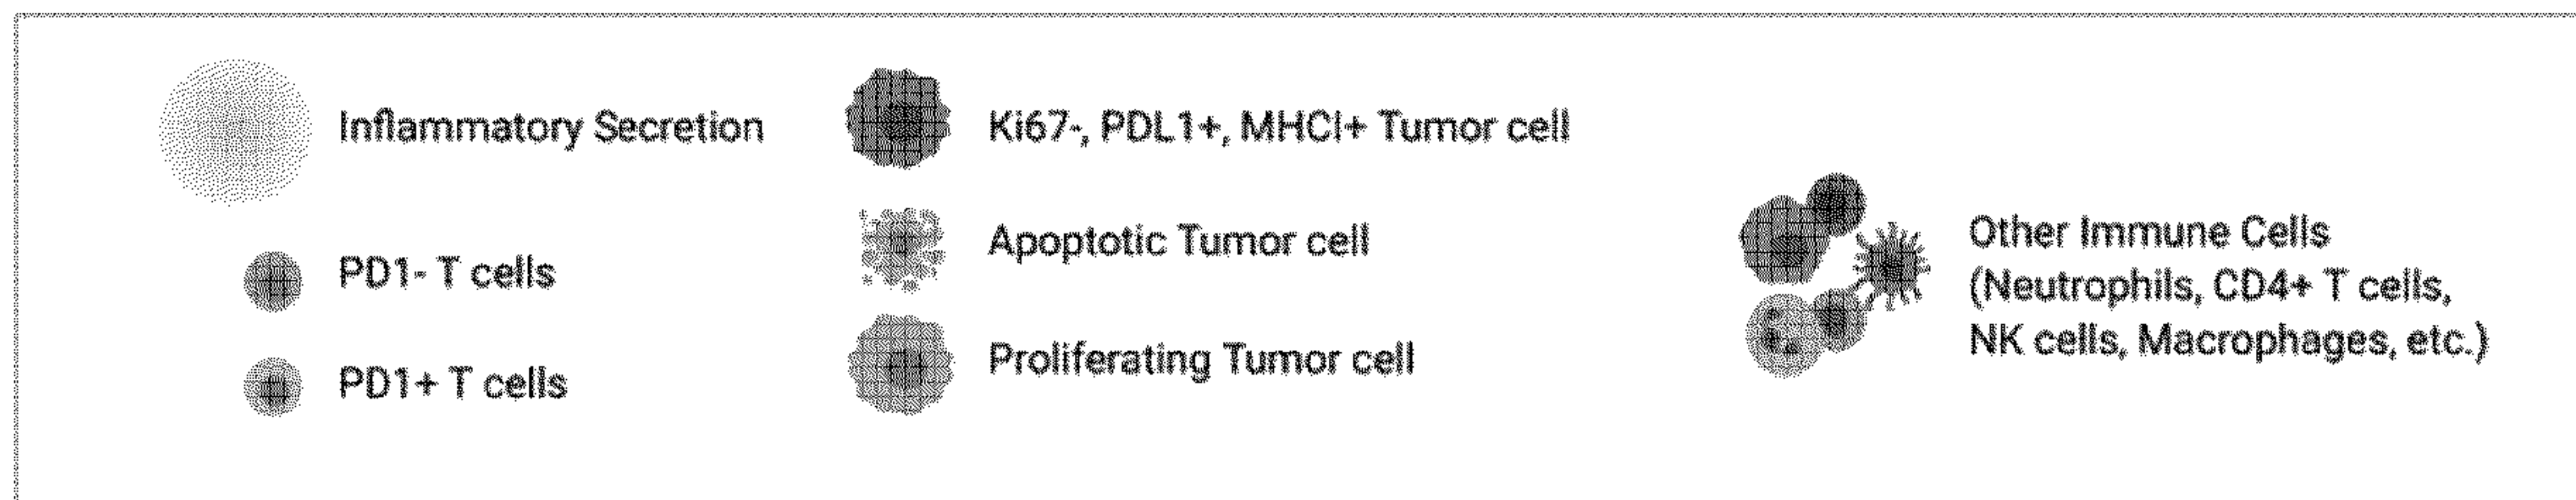 Inflammatory Secretion
PD1- T cells
PD1+ T cells
Ki67-, PDL1+, MHCI+ Tumor cell
Apoptotic Tumor cell
Proliferating Tumor cell
Other Immune Cells
(Neutrophils, CD4+ T cells,
NK cells, Macrophages, etc.)